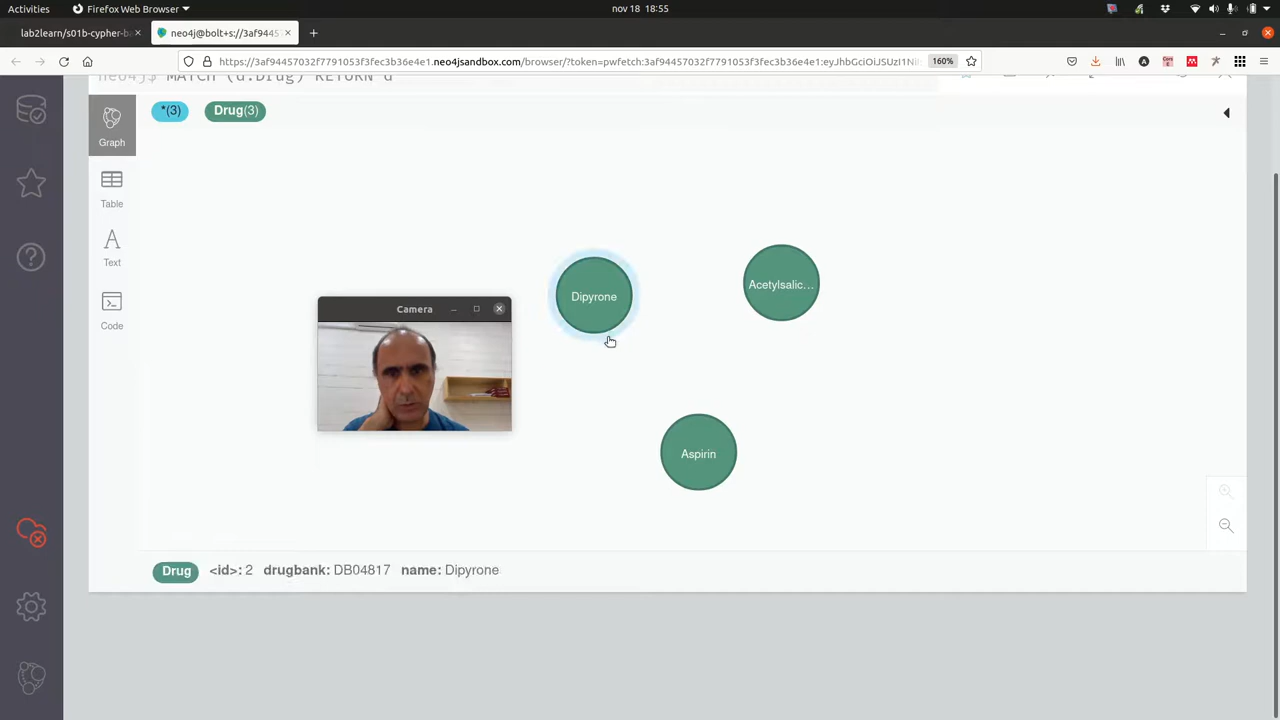 Activities Firefox Web Browser nov 18 18:55
lab2learn/s01b-cypher-b × neo4j@bolt+s://3af9445 × +
https://3af94457032f7791053f3fec3b36e4e1.neo4jsandbox.com/browser/?token=pwfetch:3af94457032f7791053f3fec3b36e4e1:eyJhbGciOiJSUzI1Ni 160%
neo4j$ MATCH (d:Drug) RETURN d
*(3) Drug(3)
Graph
Table
Text
Code
Dipyrone
Acetylsalic...
Camera
Aspirin
Drug <id>: 2 drugbank: DB04817 name: Dipyrone